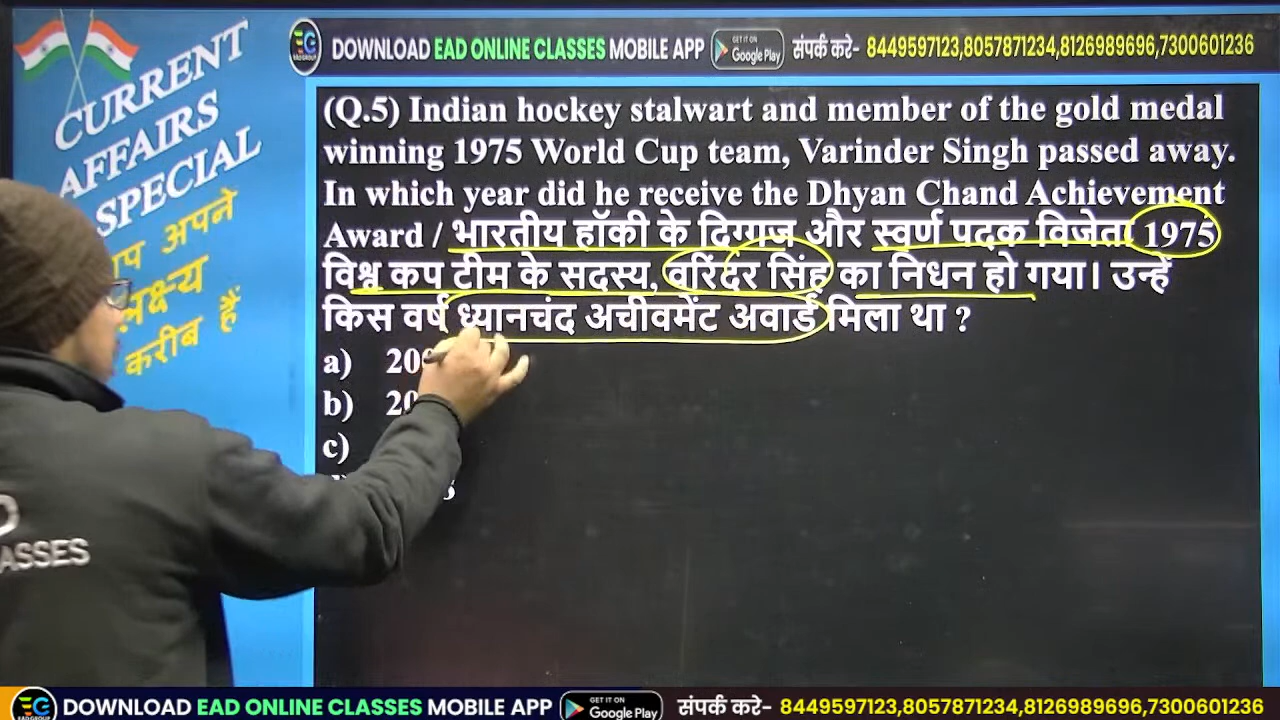 DOWNLOAD EAD ONLINE CLASSES MOBILE APP GET IT ON Google Play संपर्क करे- 8449597123,8057871234,8126989696,7300601236
CURRENT
AFFAIRS
SPECIAL
अपने
लक्ष्य
करीब हैं
(Q.5) Indian hockey stalwart and member of the gold medal
winning 1975 World Cup team, Varinder Singh passed away.
In which year did he receive the Dhyan Chand Achievement
Award / भारतीय हॉकी के दिग्गज और स्वर्ण पदक विजेता 1975
विश्व कप टीम के सदस्य, वरिंदर सिंह का निधन हो गया। उन्हें
किस वर्ष ध्यानचंद अचीवमेंट अवार्ड मिला था ?
a)
b)
c)
DOWNLOAD EAD ONLINE CLASSES MOBILE APP GET IT ON Google Play संपर्क करे- 8449597123,8057871234,8126989696,7300601236